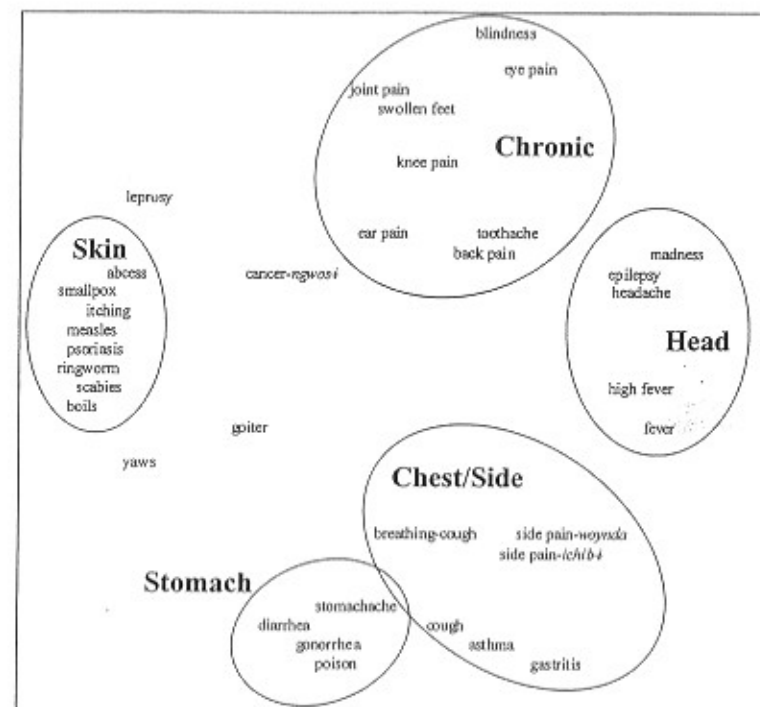 blindness
eye pain
joint pain
swollen feet
Chronic
knee pain
leprusy
ear pain
toothache
back pain
Skin
abcess
smallpox
itching
measles
psoriasis
ringworm
scabies
boils
cancer-ngwos-i
madness
epilepsy
headache
Head
high fever
fever
goiter
yaws
Chest/Side
breathing-cough
side pain-woynda
side pain-ichib-i
Stomach
stomachache
diarrhea
gonorrhea
poison
cough
asthma
gastritis